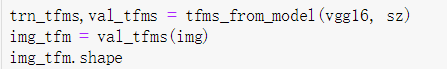 trn_tfms,val_tfms = tfms_from_model(vgg16, sz)
img_tfm = val_tfms(img)
img_tfm.shape